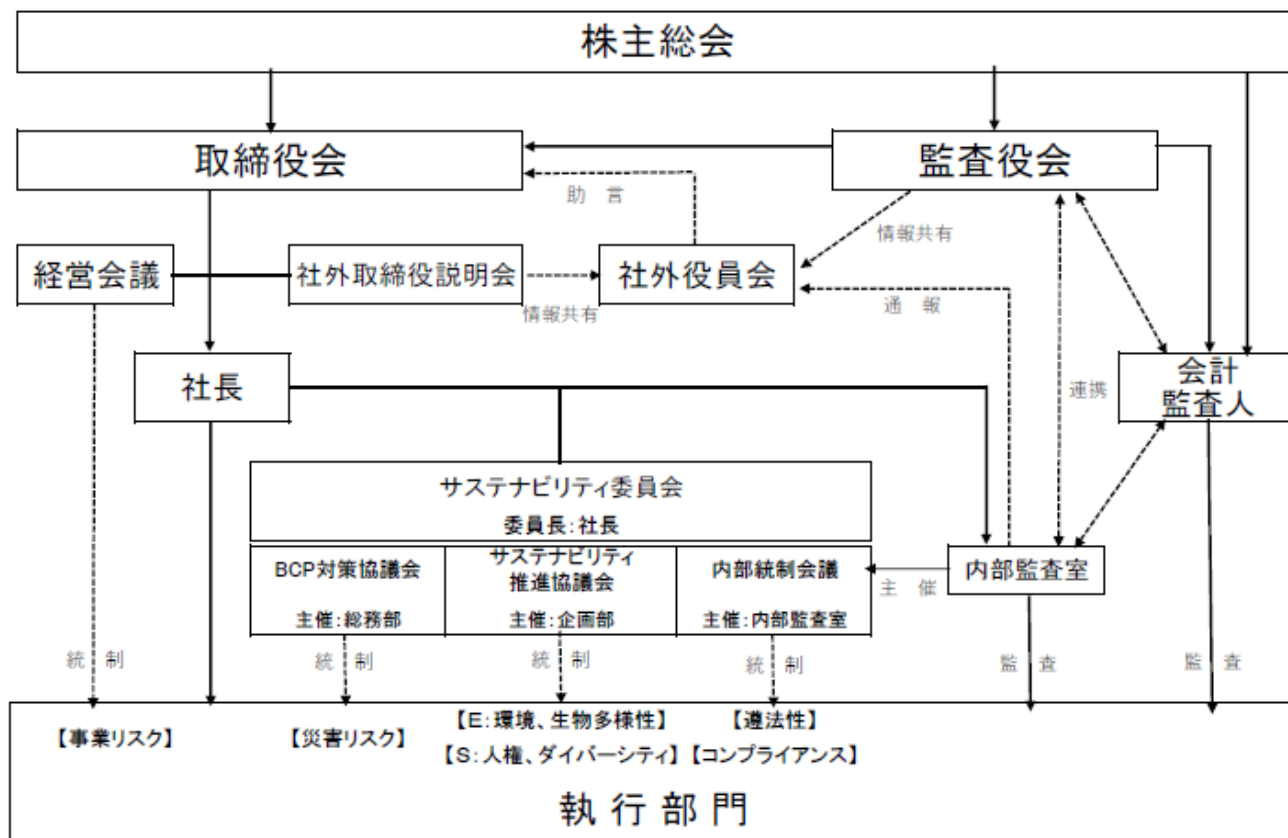 株主総会
取締役会
監査役会
助 言
情報共有
経営会議
社外取締役説明会
社外役員会
情報共有
通 報
社長
連携
会計
監査人
サステナビリティ委員会
委員長:社長
BCP対策協議会
主催:総務部
サステナビリティ
推進協議会
主催:企画部
内部統制会議
主催:内部監査室
主 催
内部監査室
統 制
統 制
統 制
統 制
監 査
監 査
【事業リスク】
【災害リスク】
【E:環境、生物多様性】
【S:人権、ダイバーシティ】
【遵法性】
【コンプライアンス】
執 行 部 門